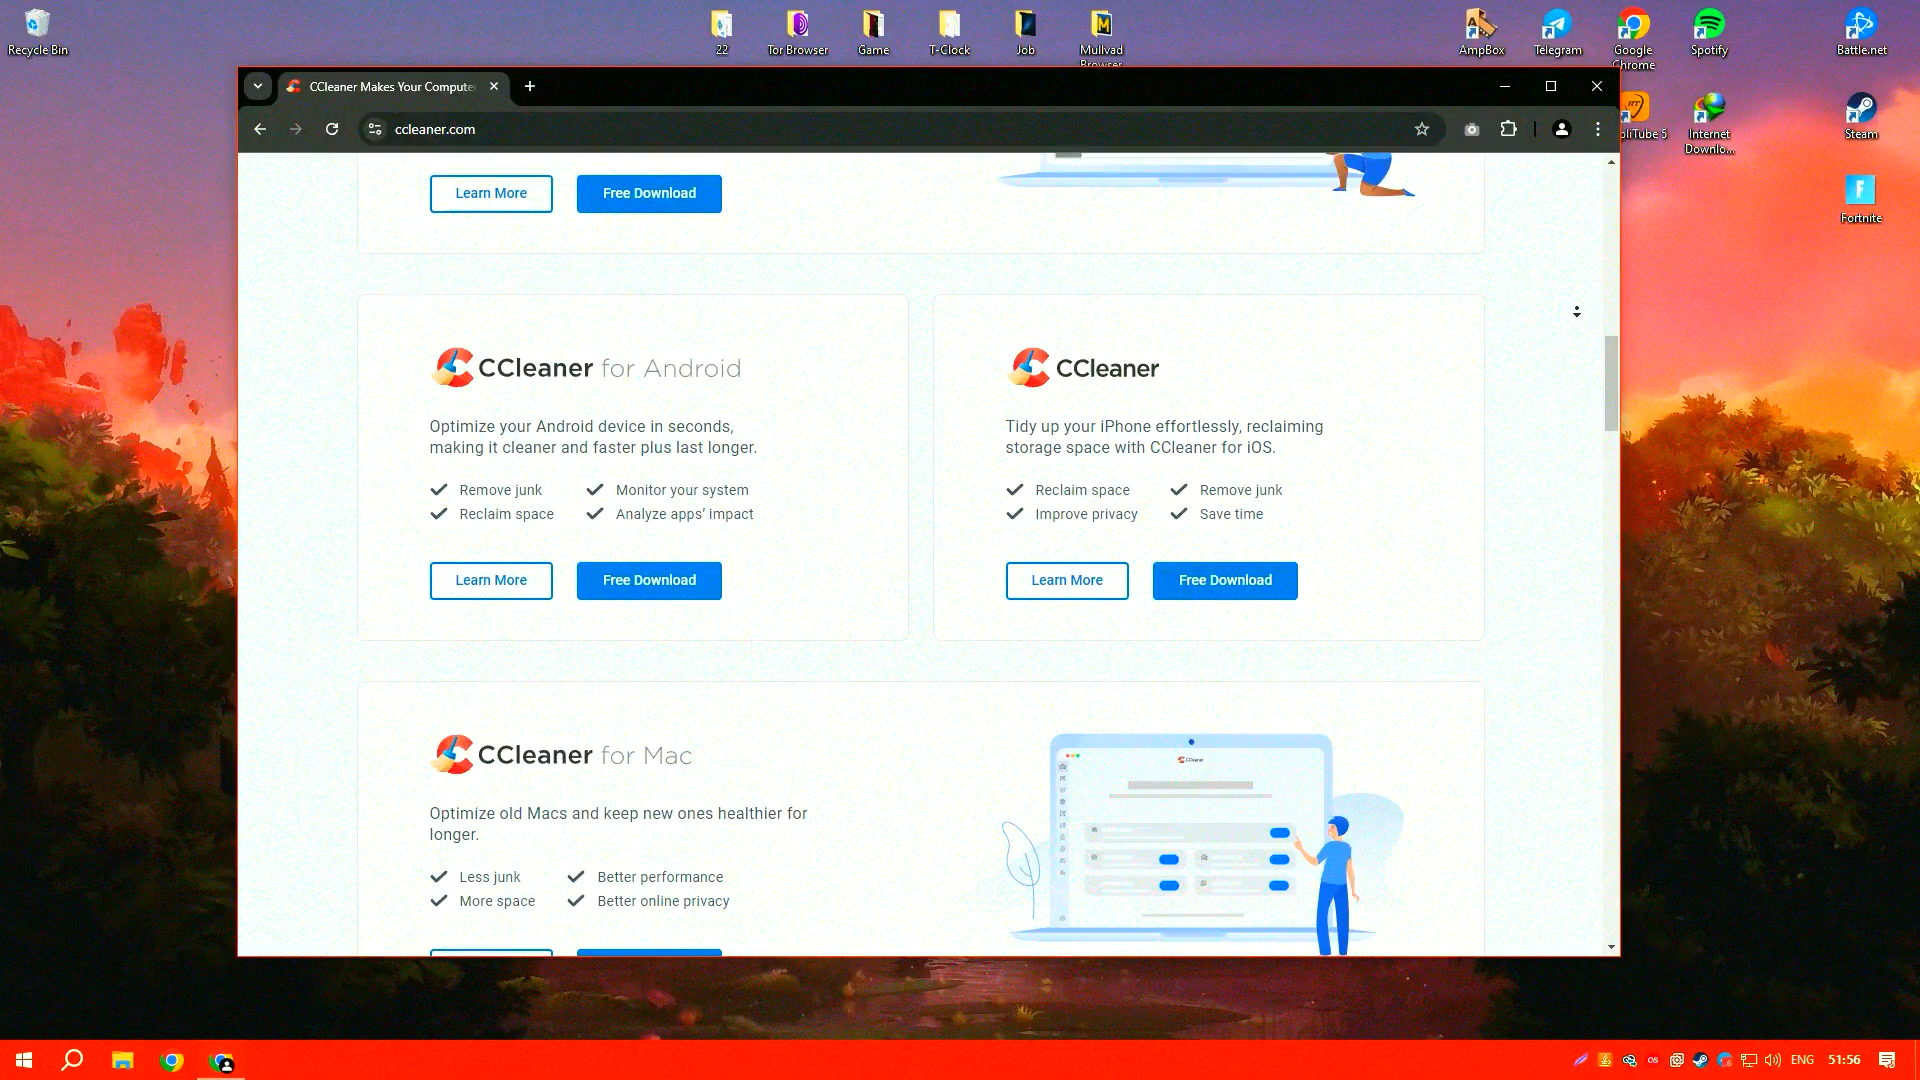 Recycle Bin
22
Tor Browser
Game
T-Clock
Job
Mullvad
Browser
AmpBox
Telegram
Google
Chrome
Spotify
Battle.net
CCleaner Makes Your Compute
ccleaner.com
Internet
Downlo...
Steam
Fortnite
Learn More
Free Download
CCleaner for Android
Optimize your Android device in seconds,
making it cleaner and faster plus last longer.
Remove junk
Monitor your system
Reclaim space
Analyze apps' impact
Learn More
Free Download
CCleaner
Tidy up your iPhone effortlessly, reclaiming
storage space with CCleaner for iOS.
Reclaim space
Remove junk
Improve privacy
Save time
Learn More
Free Download
CCleaner for Mac
Optimize old Macs and keep new ones healthier for
longer.
Less junk
Better performance
More space
Better online privacy
CCleaner
ENG
51:56